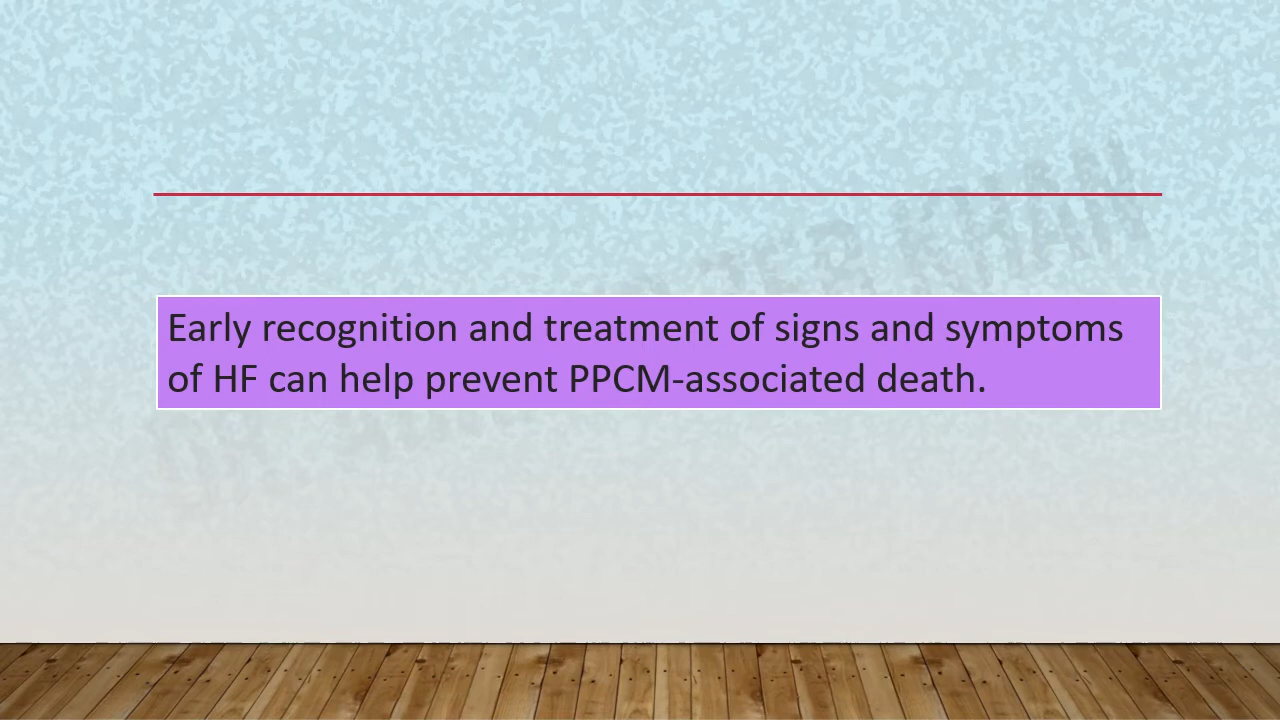 Early recognition and treatment of signs and symptoms
of HF can help prevent PPCM-associated death.